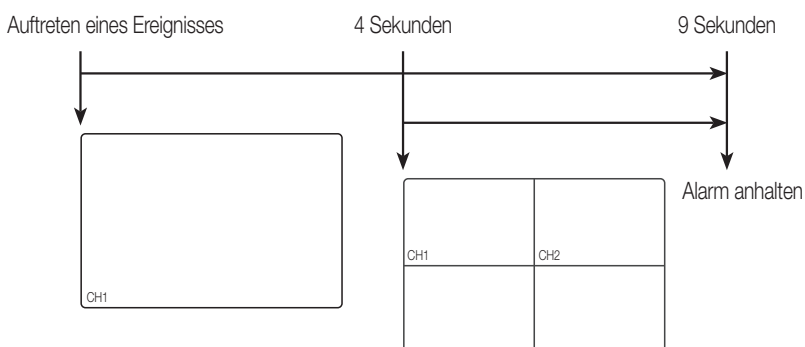 Auftreten eines Ereignisses
4 Sekunden
9 Sekunden
Alarm anhalten
CH1
CH2
CH1